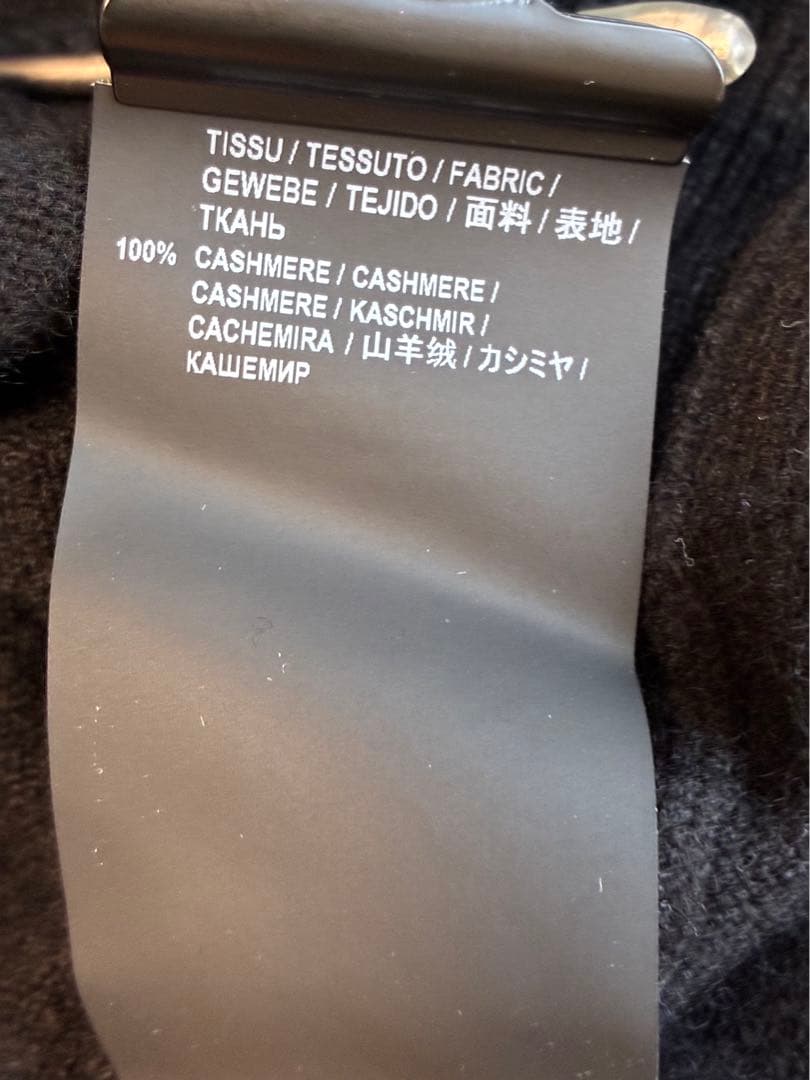 TISSU / TESSUTO / FABRIC /
GEWEBE / TEJIDO / 面料 / 表地 /
ТКАНЬ
100% CASHMERE / CASHMERE /
CASHMERE / KASCHMIR /
CACHEMIRA / 山羊绒 / カシミヤ /
КАШЕМИР